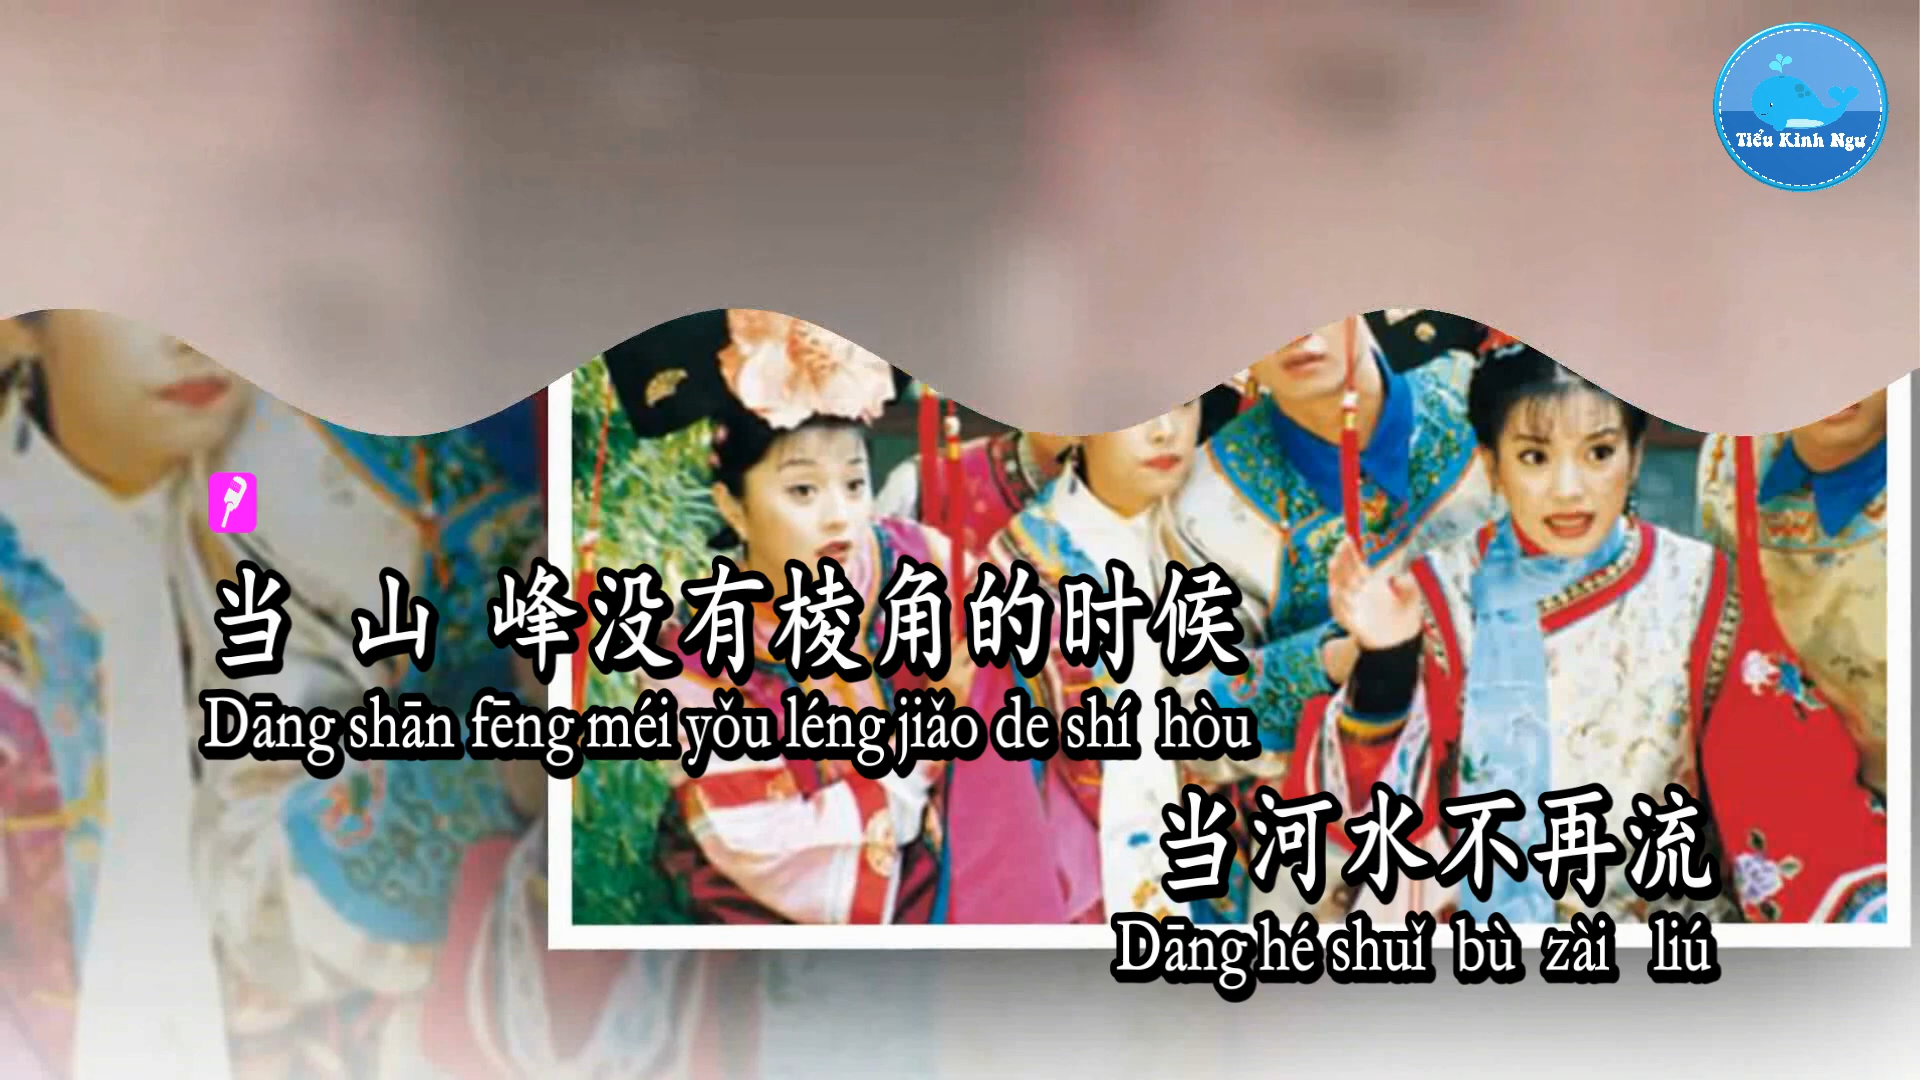 Tiểu Kình Ngư
当 山 峰没有棱角的时候
Dāng shān fēng méi yǒu léng jiǎo de shí hòu
当河水不再流
Dāng hé shuǐ bù zài liú